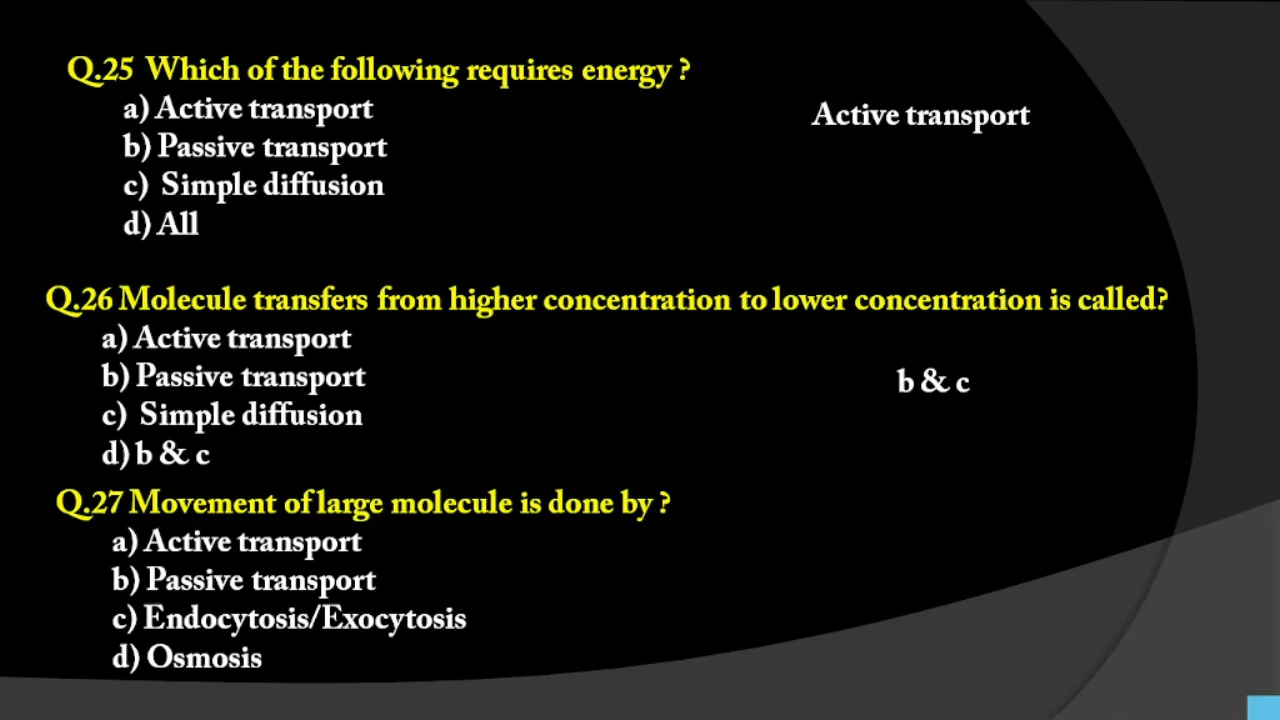 Q.25 Which of the following requires energy ?
a) Active transport
Active transport
b) Passive transport
c) Simple diffusion
d) All
Q.26 Molecule transfers from higher concentration to lower concentration is called?
a) Active transport
b) Passive transport
b & c
c) Simple diffusion
d) b & c
Q.27 Movement of large molecule is done by ?
a) Active transport
b) Passive transport
c) Endocytosis/Exocytosis
d) Osmosis